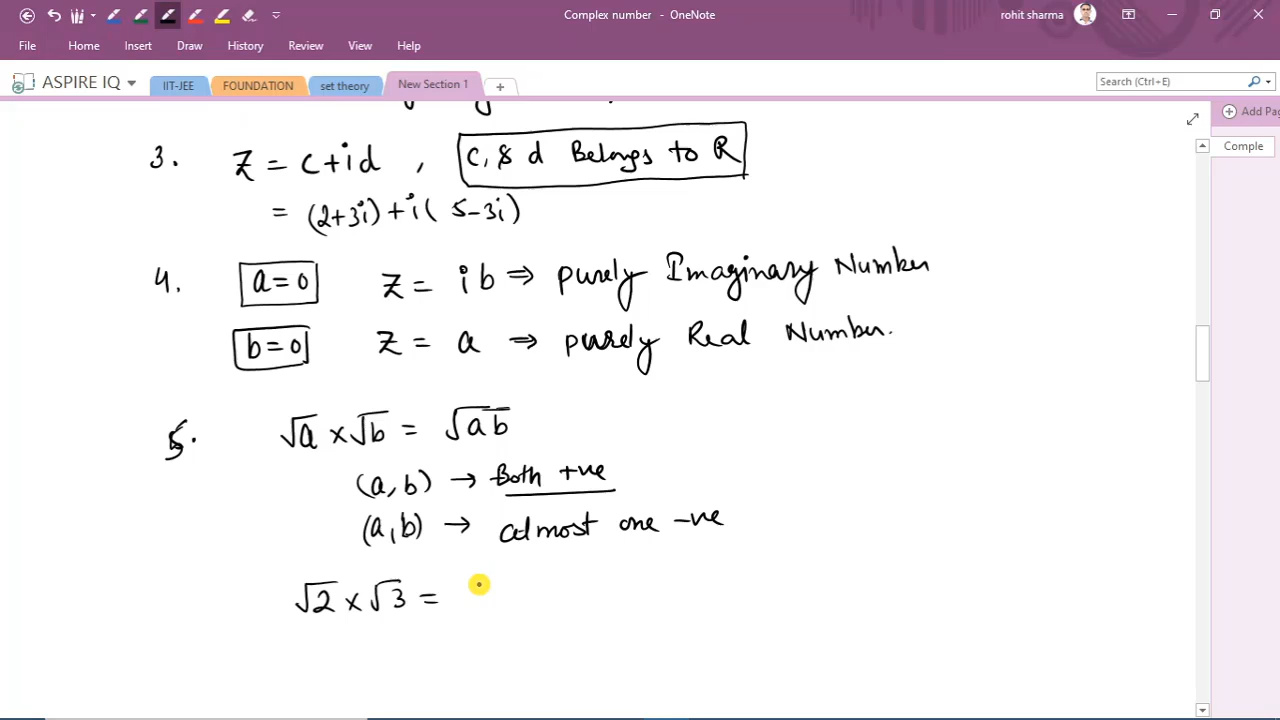 Complex number - OneNote
rohit sharma
File Home Insert Draw History Review View Help
ASPIRE IQ
IIT-JEE
FOUNDATION
set theory
New Section 1
Search (Ctrl+E)
Add Pag
Comple
3. Z = c+id , c, & d Belongs to R
= (2+3i)+i( 5-3i)
4. a=0 Z = ib ⇒ purely Imaginary Number
b=0 Z = a ⇒ purely Real Number.
5. √a x √b = √ab
(a,b) → Both +ve
(a,b) → atmost one -ve
√2 x √3 =